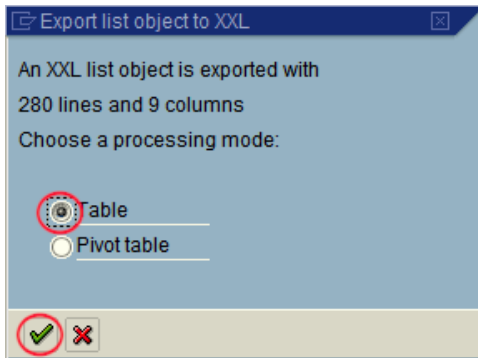 Export list object to XXL
An XXL list object is exported with
280 lines and 9 columns
Choose a processing mode:
Table
Pivot table